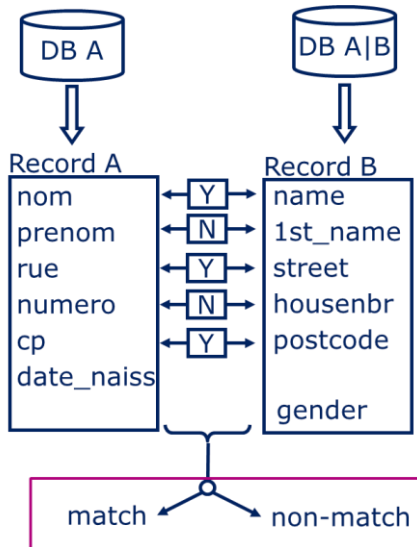 DB A
DB A|B
Record A
Record B
nom Y name
prenom N 1st_name
rue Y street
numero N housenbr
cp Y postcode
date_naiss
gender
match
non-match